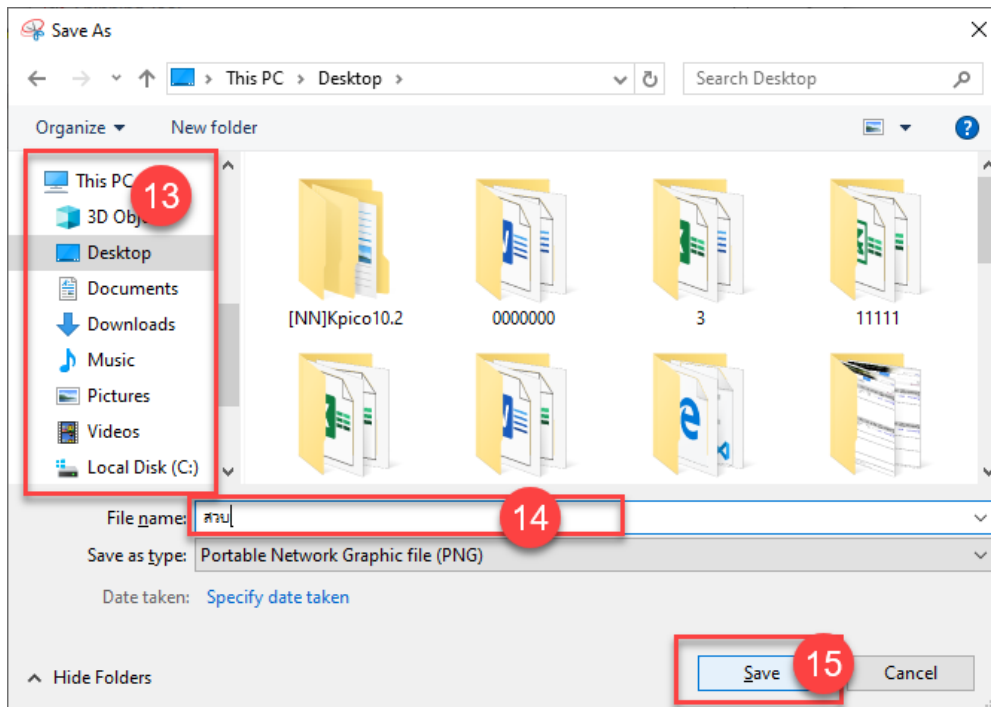 Save As
This PC > Desktop >
Search Desktop
Organize
New folder
?
This PC
13
3D Obj
Desktop
Documents
Downloads
Music
Pictures
Videos
Local Disk (C:)
[NN]Kpico10.2
0000000
3
11111
File name: สวบ
14
Save as type: Portable Network Graphic file (PNG)
Date taken: Specify date taken
Hide Folders
Save
15
Cancel